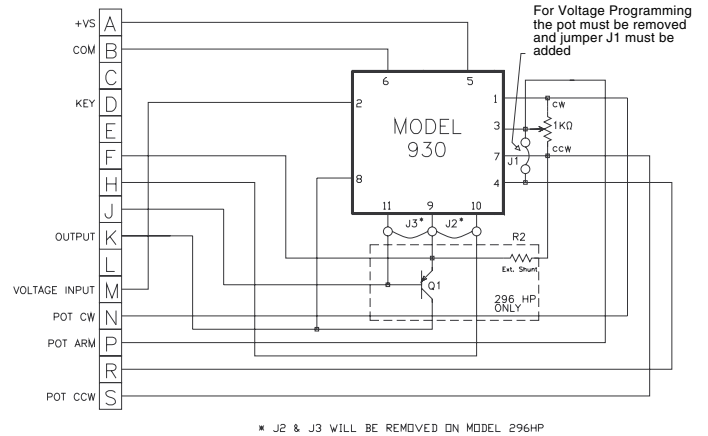 For Voltage Programming
the pot must be removed
and jumper J1 must be
added
+VS A
COM B
C
KEY D
E
F
H
J
OUTPUT K
L
VOLTAGE INPUT M
POT CW N
POT ARM P
R
POT CCW S
6 5
2 1
CW
MODEL 3 1KΩ
930
7 CCW
J1
8 4
11 9 10
J3* J2*
R2
Ext. Shunt
Q1
296 HP
ONLY
* J2 & J3 WILL BE REMOVED ON MODEL 296HP